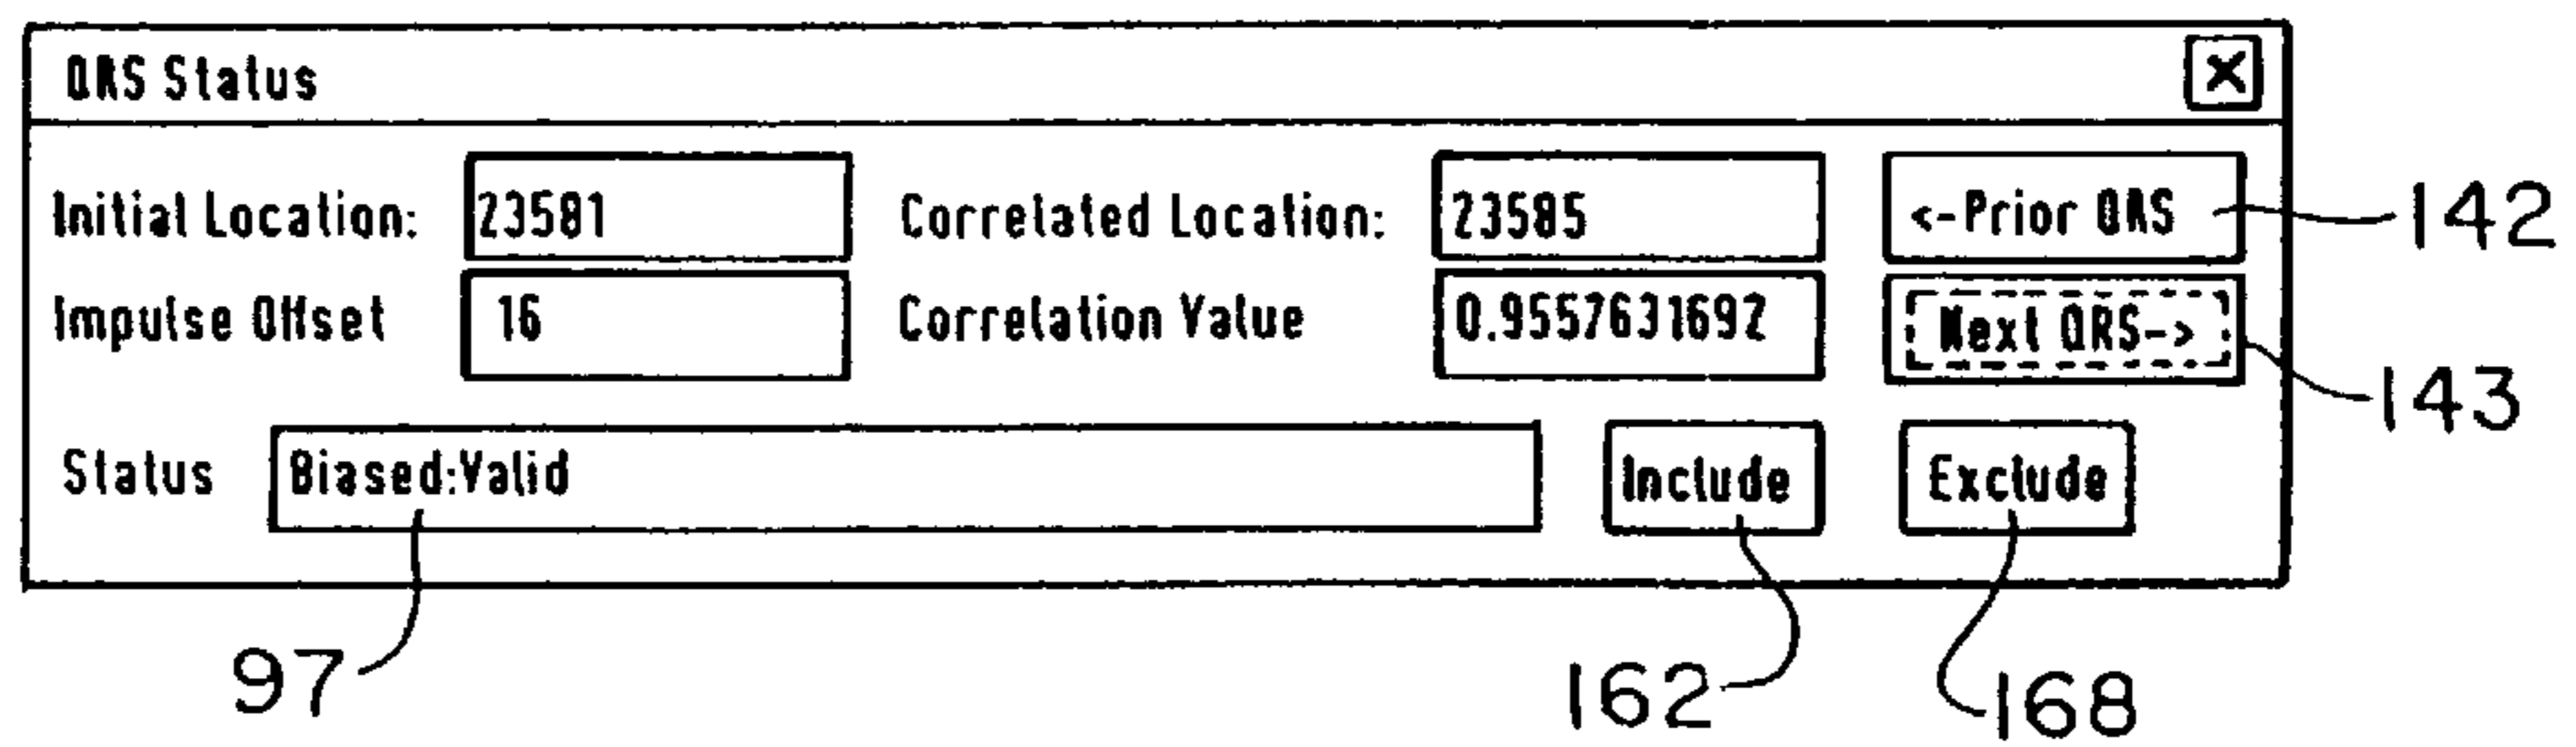 QRS Status X
Initial Location: 23581 Correlated Location: 23585 <-Prior QRS 142
Impulse Offset 16 Correlation Value 0.9557631692 Next QRS-> 143
Status Biased:Valid Include Exclude
97 162 168